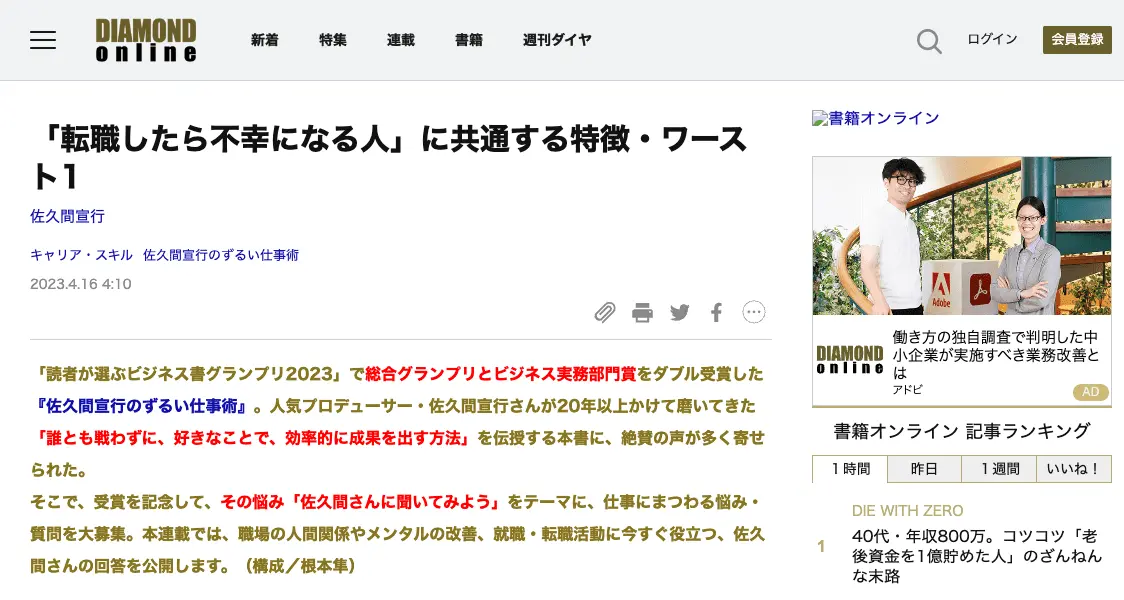 DIAMOND
online
新着
特集
連載
書籍
週刊ダイヤ
ログイン
会員登録
「転職したら不幸になる人」に共通する特徴・ワース
ト1
佐久間宣行
キャリア・スキル 佐久間宣行のずるい仕事術
2023.4.16 4:10
「読者が選ぶビジネス書グランプリ2023」で総合グランプリとビジネス実務部門賞をダブル受賞した
『佐久間宣行のずるい仕事術』。人気プロデューサー・佐久間宣行さんが20年以上かけて磨いてきた
「誰とも戦わずに、好きなことで、効率的に成果を出す方法」を伝授する本書に、絶賛の声が多く寄せ
られた。
そこで、受賞を記念して、その悩み「佐久間さんに聞いてみよう」をテーマに、仕事にまつわる悩み・
質問を大募集。本連載では、職場の人間関係やメンタルの改善、就職・転職活動に今すぐ役立つ、佐久
間さんの回答を公開します。（構成／根本隼）
書籍オンライン
Adobe
DIAMOND
online
働き方の独自調査で判明した中
小企業が実施すべき業務改善と
は
アドビ
AD
書籍オンライン 記事ランキング
1時間
昨日
1週間
いいね！
DIE WITH ZERO
1
40代・年収800万。コツコツ「老
後資金を1億貯めた人」のざんねん
な末路